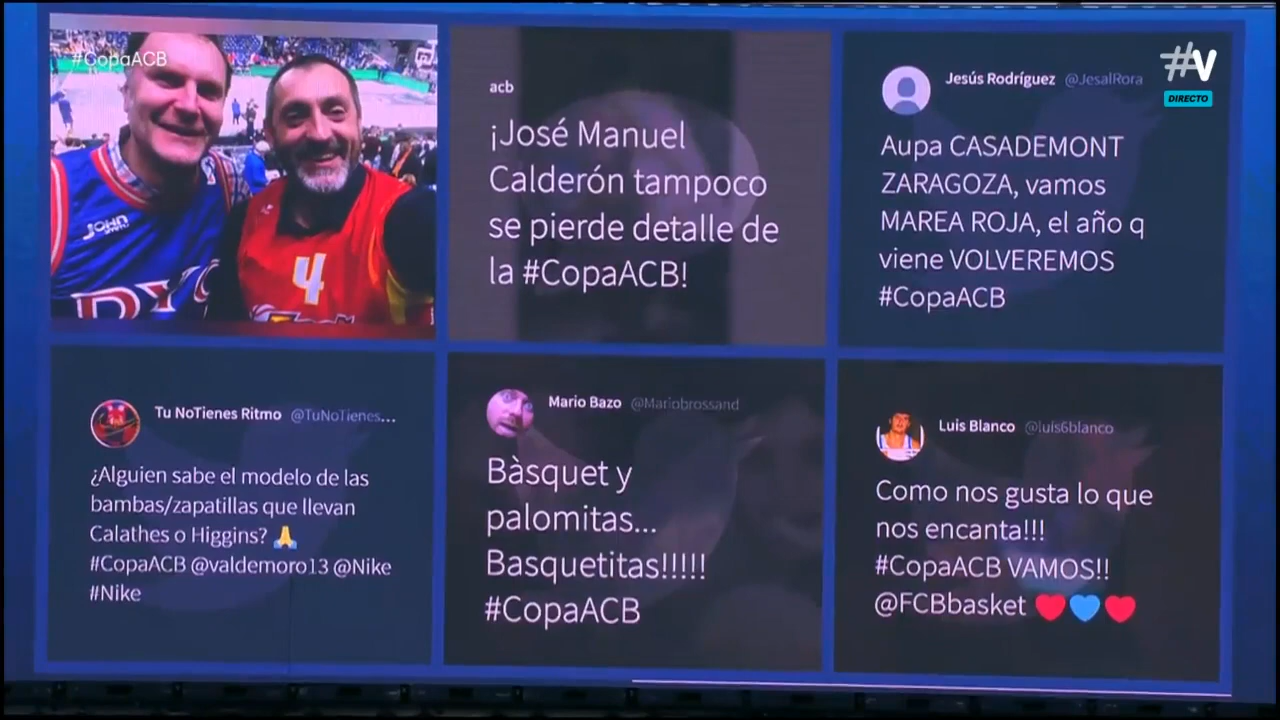 #CopaACB
JOHN
4
acb
¡José Manuel
Calderón tampoco
se pierde detalle de
la #CopaACB!
Jesús Rodríguez @JesalRora
Aupa CASADEMONT
ZARAGOZA, vamos
MAREA ROJA, el año q
viene VOLVEREMOS
#CopaACB
#V
DIRECTO
Tu NoTienes Ritmo @TuNoTienes...
¿Alguien sabe el modelo de las
bambas/zapatillas que llevan
Calathes o Higgins? 🙏
#CopaACB @valdemoro13 @Nike
#Nike
Mario Bazo @Mariobrossand
Bàsquet y
palomitas...
Basquetitas!!!!!
#CopaACB
Luis Blanco @luis6blanco
Como nos gusta lo que
nos encanta!!!
#CopaACB VAMOS!!
@FCBbasket ❤️💙❤️